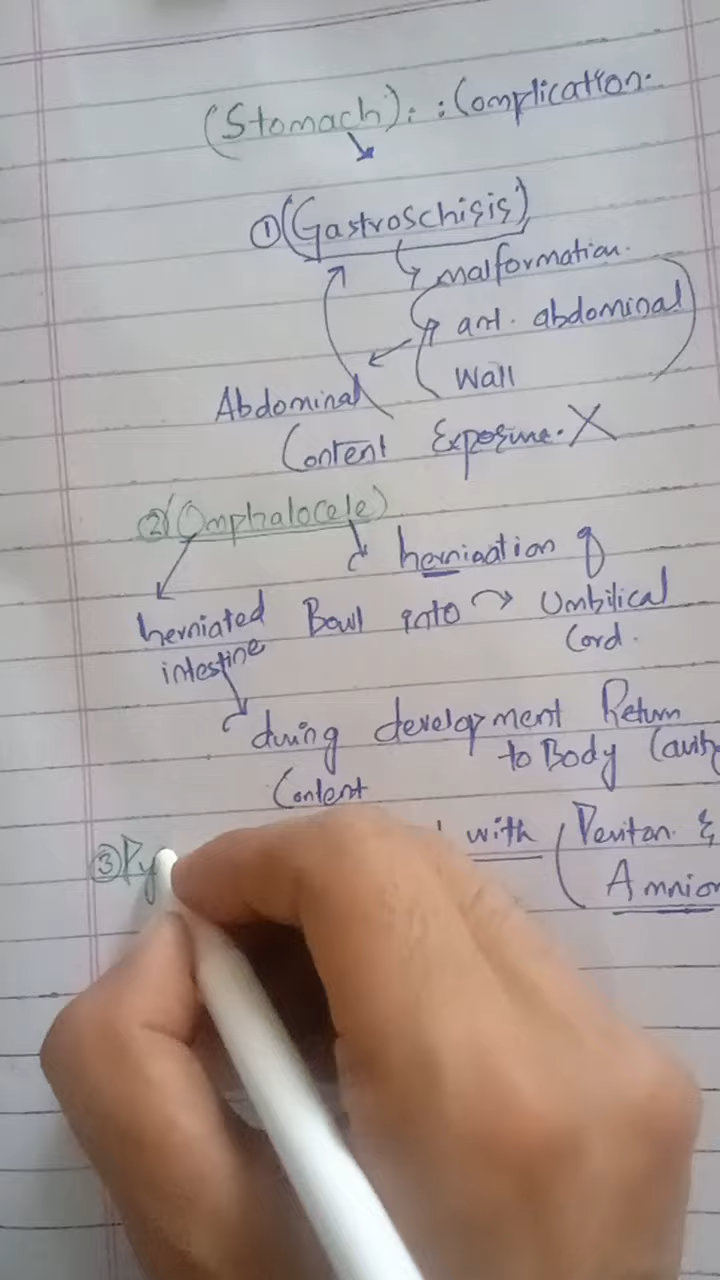 (Stomach): :Complication.
①(Gastroschisis)
malformation.
ant. abdominal
Wall
Abdominal
Content Exposure. X
②(Omphalocele)
herniation of
herniated Bowl into Umbilical
intestine Cord.
during development Return
to Body Cavity
Content
③Py with (Periton. &
Amnion